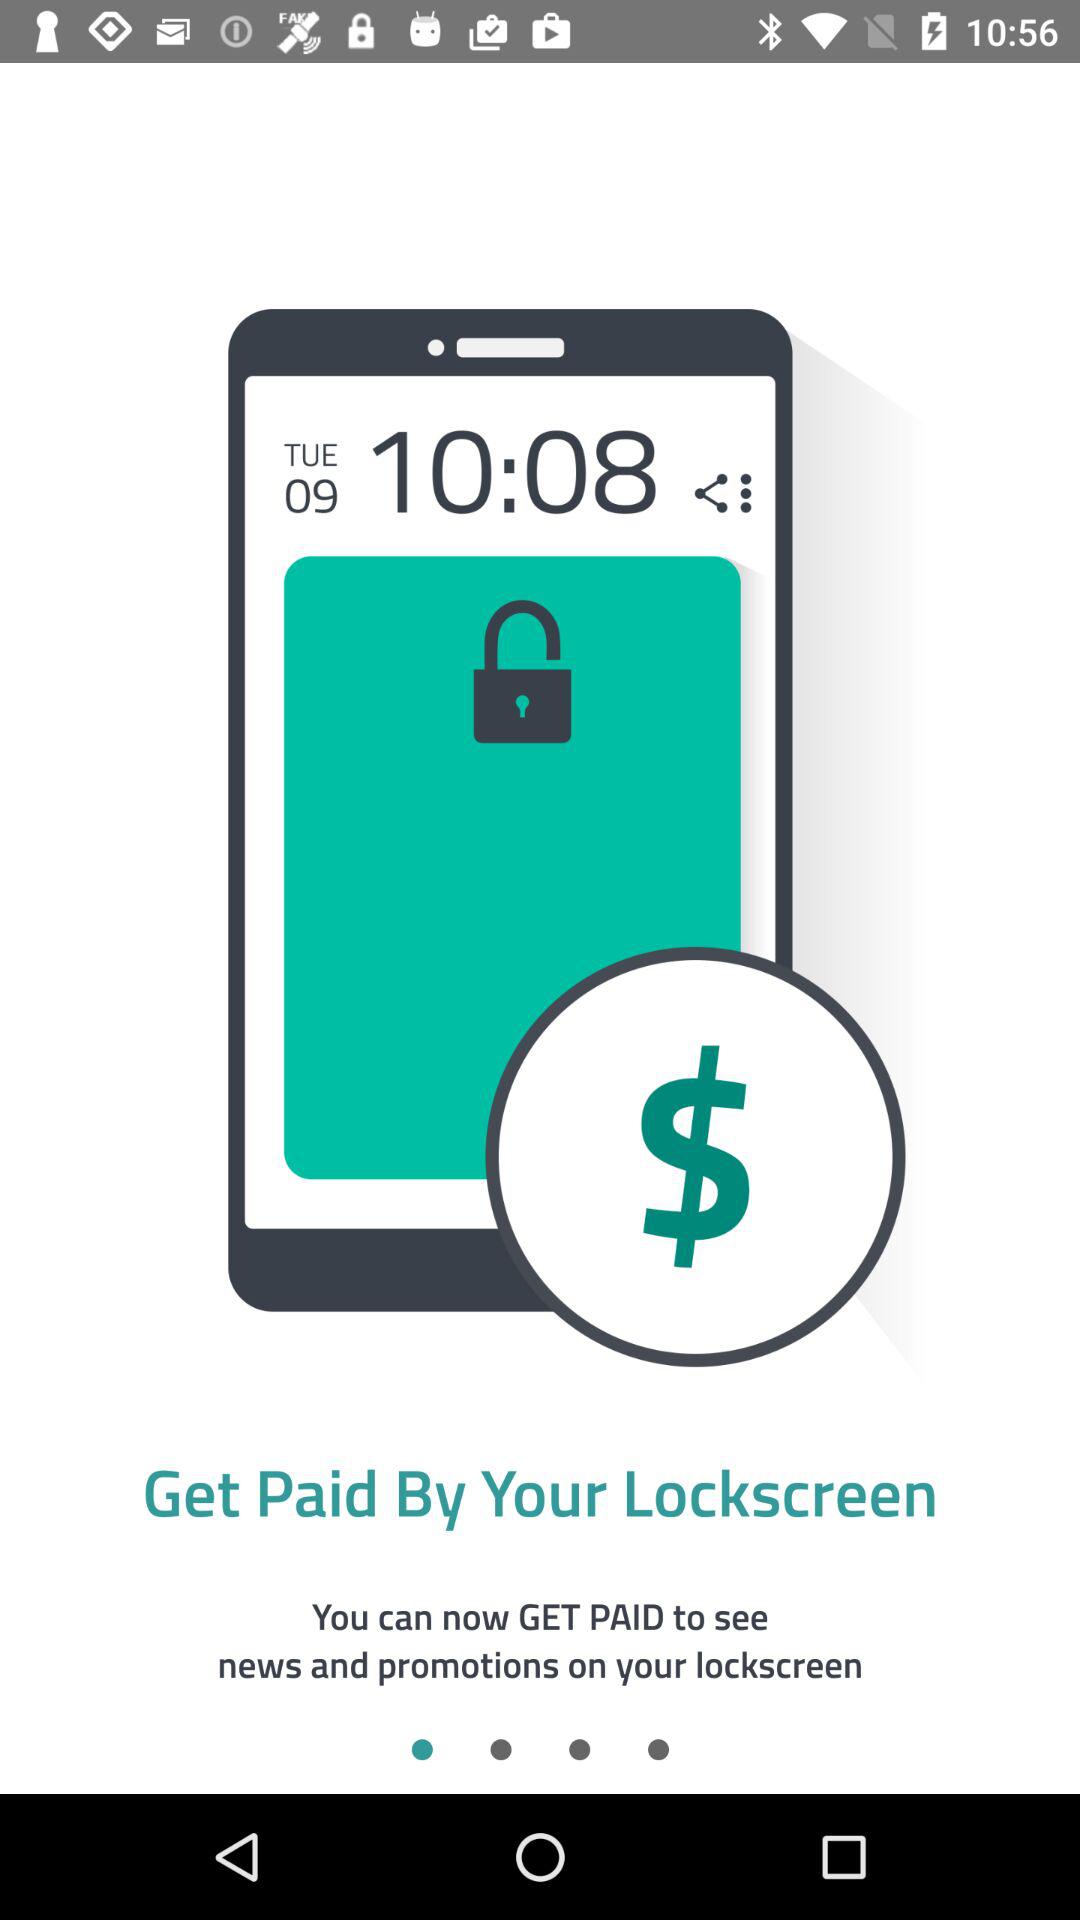 FAKE
10:56
TUE
09
10:08
$
Get Paid By Your Lockscreen
You can now GET PAID to see
news and promotions on your lockscreen